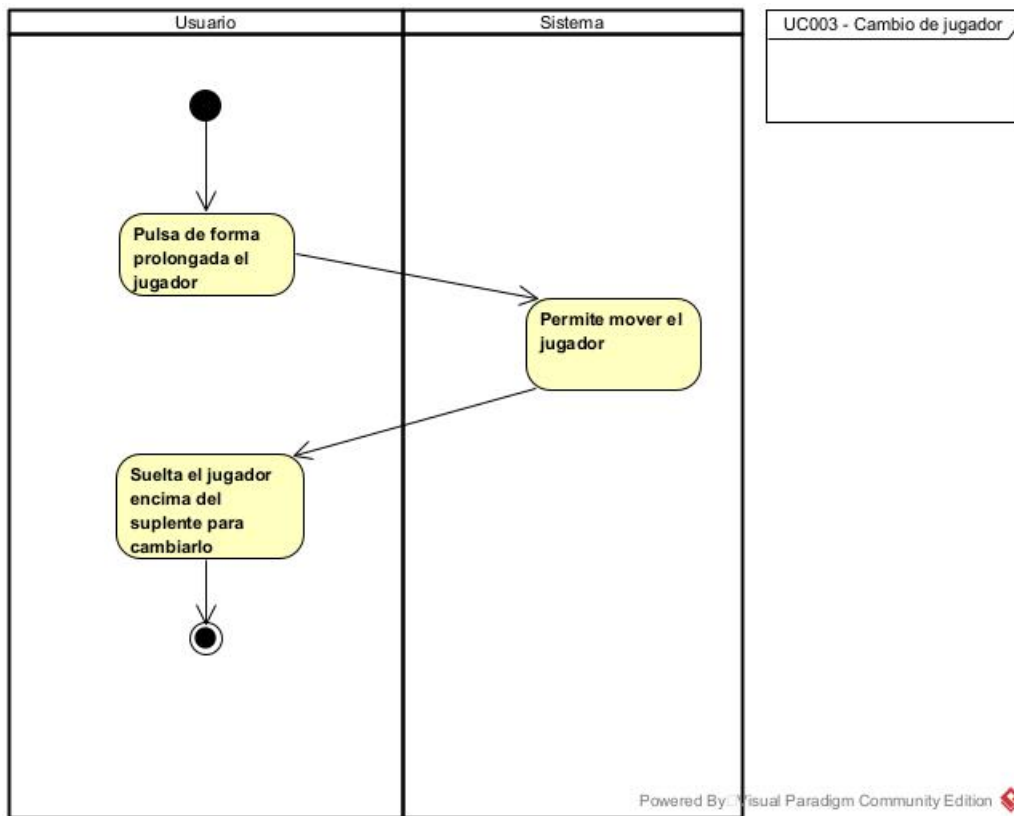 Usuario
Sistema
UC003 - Cambio de jugador
Pulsa de forma
prolongada el
jugador
Permite mover el
jugador
Suelta el jugador
encima del
suplente para
cambiarlo
Powered By Visual Paradigm Community Edition